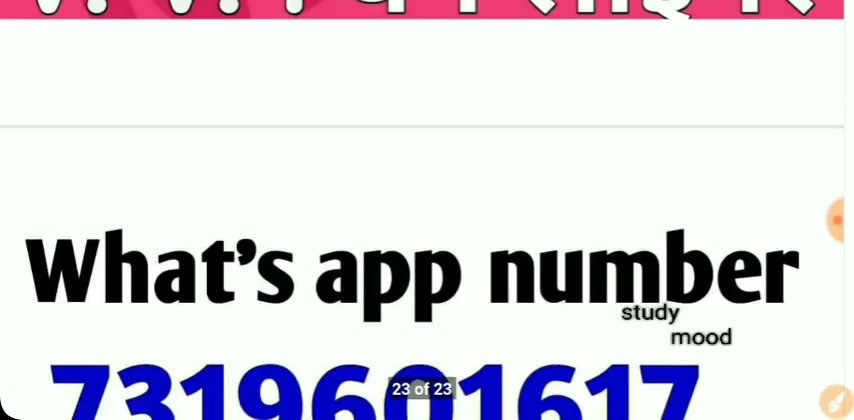 What's app number
study
mood
7319601617
23 of 23